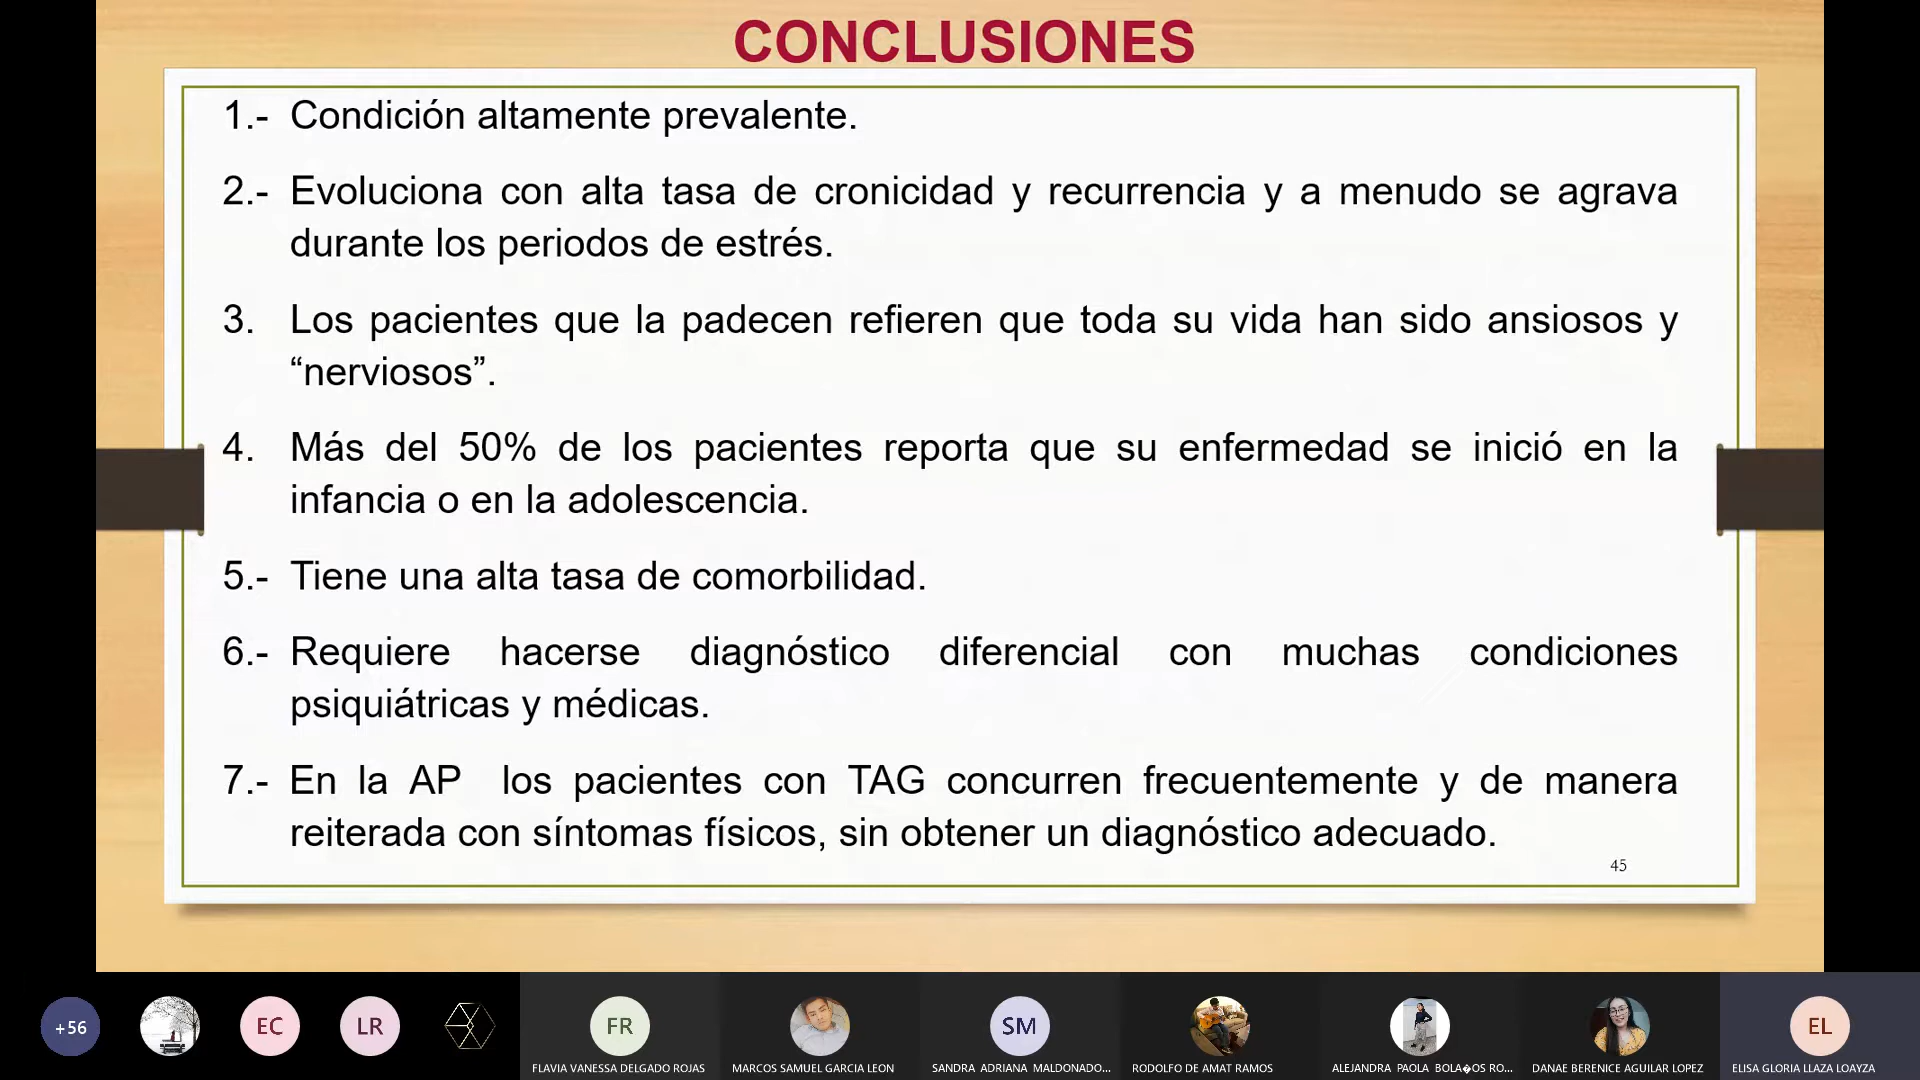 CONCLUSIONES
1.- Condición altamente prevalente.
2.- Evoluciona con alta tasa de cronicidad y recurrencia y a menudo se agrava
durante los periodos de estrés.
3. Los pacientes que la padecen refieren que toda su vida han sido ansiosos y
“nerviosos”.
4. Más del 50% de los pacientes reporta que su enfermedad se inició en la
infancia o en la adolescencia.
5.- Tiene una alta tasa de comorbilidad.
6.- Requiere hacerse diagnóstico diferencial con muchas condiciones
psiquiátricas y médicas.
7.- En la AP los pacientes con TAG concurren frecuentemente y de manera
reiterada con síntomas físicos, sin obtener un diagnóstico adecuado.
45
+56
EC
LR
FR
SM
EL
FLAVIA VANESSA DELGADO ROJAS
MARCOS SAMUEL GARCIA LEON
SANDRA ADRIANA MALDONADO...
RODOLFO DE AMAT RAMOS
ALEJANDRA PAOLA BOLA�OS RO...
DANAE BERENICE AGUILAR LOPEZ
ELISA GLORIA LLAZA LOAYZA